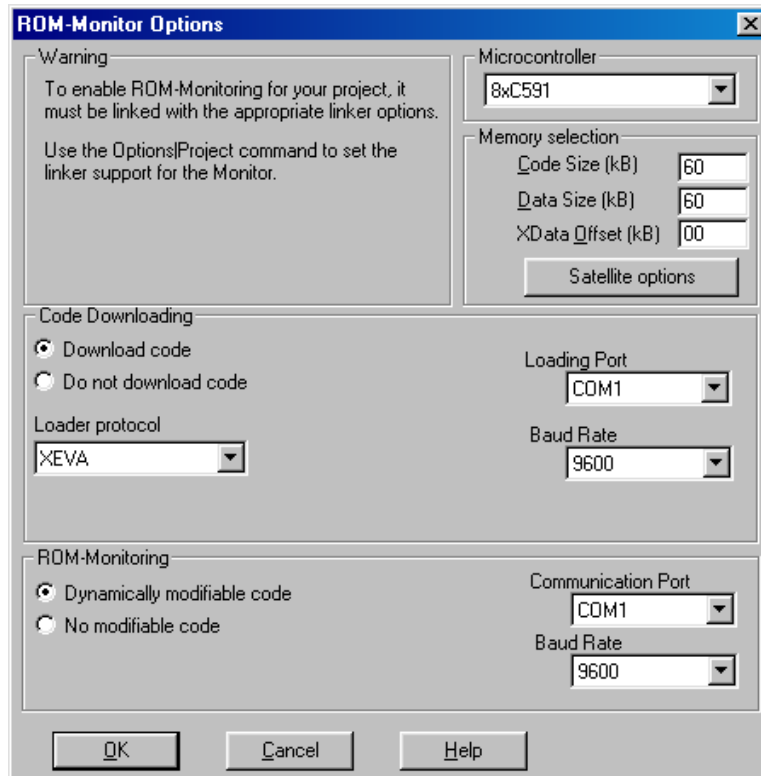 ROM-Monitor Options
Warning
To enable ROM-Monitoring for your project, it
must be linked with the appropriate linker options.
Use the Options|Project command to set the
linker support for the Monitor.
Microcontroller
8xC591
Memory selection
Code Size (kB) 60
Data Size (kB) 60
XData Offset (kB) 00
Satellite options
Code Downloading
Download code
Do not download code
Loader protocol
XEVA
Loading Port
COM1
Baud Rate
9600
ROM-Monitoring
Dynamically modifiable code
No modifiable code
Communication Port
COM1
Baud Rate
9600
OK Cancel Help